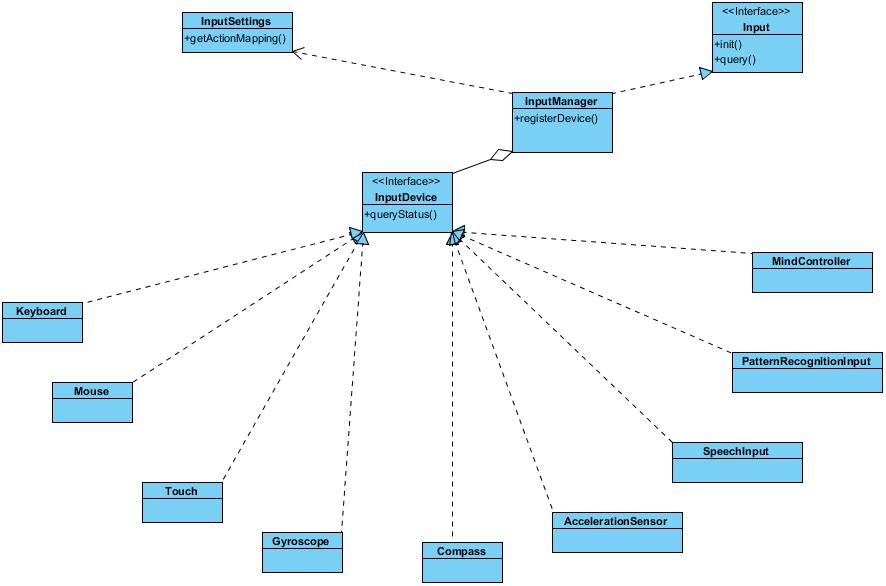 InputSettings
+getActionMapping()
<<Interface>>
Input
+init()
+query()
InputManager
+registerDevice()
<<Interface>>
InputDevice
+queryStatus()
MindController
Keyboard
PatternRecognitionInput
Mouse
SpeechInput
Touch
AccelerationSensor
Gyroscope
Compass